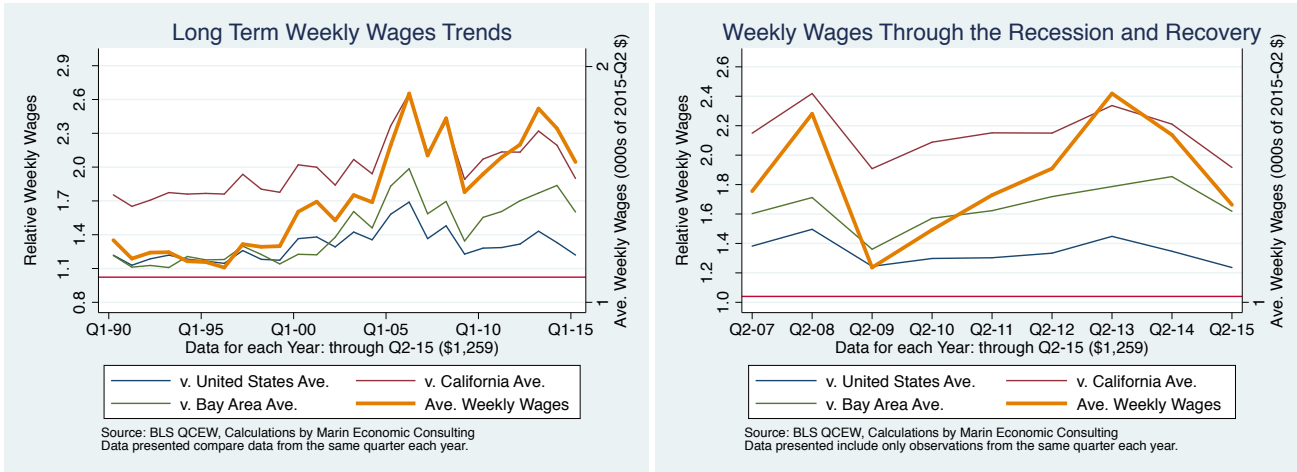 Long Term Weekly Wages Trends
Relative Weekly Wages
2.9
2.6
2.3
2.0
1.7
1.4
1.1
0.8
2
1
Ave. Weekly Wages (000s of 2015-Q2 $)
Q1-90 Q1-95 Q1-00 Q1-05 Q1-10 Q1-15
Data for each Year: through Q2-15 ($1,259)
v. United States Ave. v. California Ave.
v. Bay Area Ave. Ave. Weekly Wages
Source: BLS QCEW, Calculations by Marin Economic Consulting
Data presented compare data from the same quarter each year.
Weekly Wages Through the Recession and Recovery
Relative Weekly Wages
2.6
2.4
2.2
2.0
1.8
1.6
1.4
1.2
1.0
1
Ave. Weekly Wages (000s of 2015-Q2 $)
Q2-07 Q2-08 Q2-09 Q2-10 Q2-11 Q2-12 Q2-13 Q2-14 Q2-15
Data for each Year: through Q2-15 ($1,259)
v. United States Ave. v. California Ave.
v. Bay Area Ave. Ave. Weekly Wages
Source: BLS QCEW, Calculations by Marin Economic Consulting
Data presented include only observations from the same quarter each year.